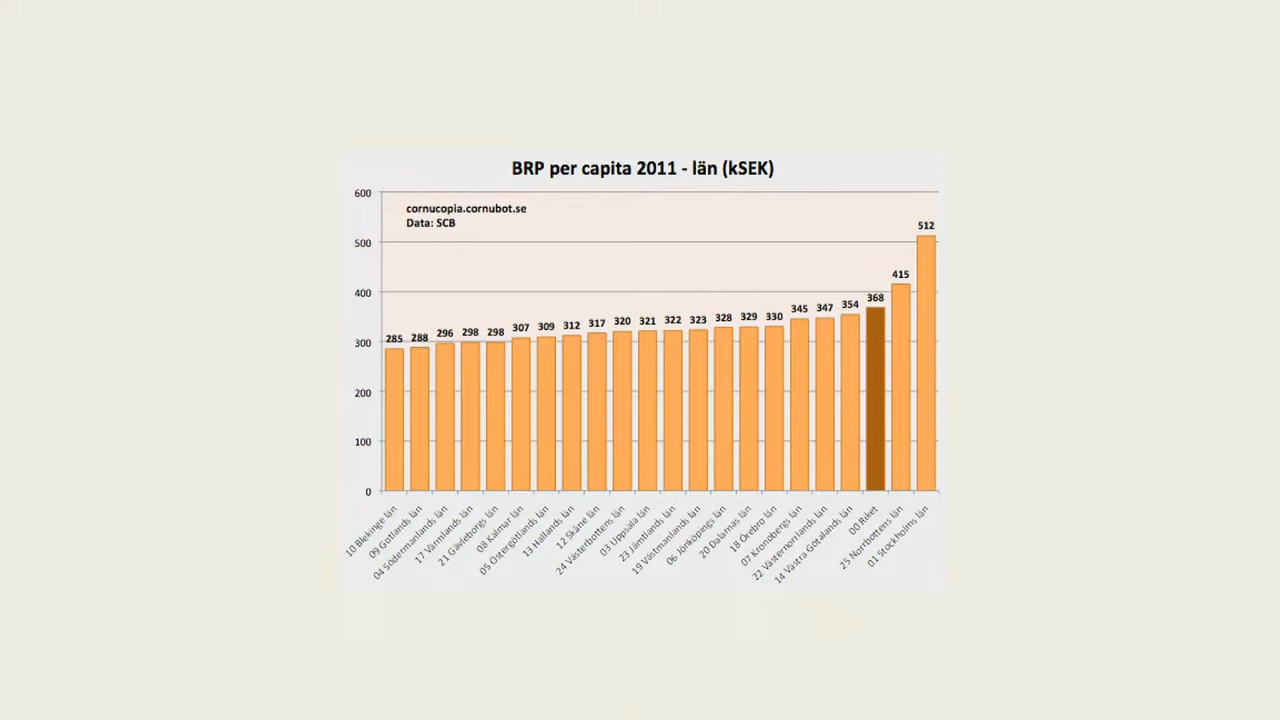 BRP per capita 2011 - län (kSEK)
cornucopia.cornubot.se
Data: SCB
600
500
400
300
200
100
0
285
288
296
298
298
307
309
312
317
320
321
322
323
328
329
330
345
347
354
368
415
512
10 Blekinge län
09 Gotlands län
04 Södermanlands län
17 Värmlands län
21 Gävleborgs län
08 Kalmar län
05 Östergötlands län
13 Hallands län
12 Skåne län
24 Västerbottens län
03 Uppsala län
23 Jämtlands län
19 Västmanlands län
06 Jönköpings län
20 Dalarnas län
18 Örebro län
07 Kronobergs län
22 Västernorrlands län
14 Västra Götalands län
00 Riket
25 Norrbottens län
01 Stockholms län